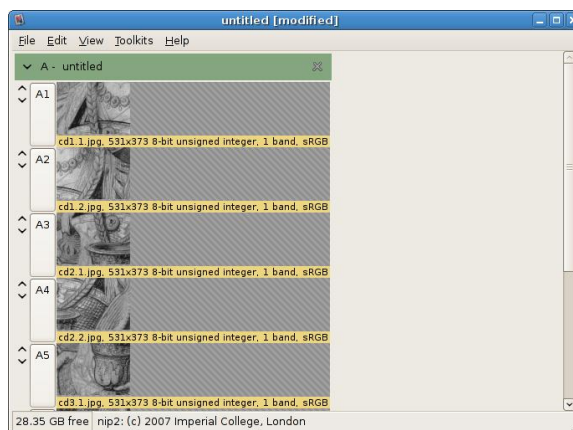 untitled [modified]
File Edit View Toolkits Help
A - untitled
A1
cd1.1.jpg, 531x373 8-bit unsigned integer, 1 band, sRGB
A2
cd1.2.jpg, 531x373 8-bit unsigned integer, 1 band, sRGB
A3
cd2.1.jpg, 531x373 8-bit unsigned integer, 1 band, sRGB
A4
cd2.2.jpg, 531x373 8-bit unsigned integer, 1 band, sRGB
A5
cd3.1.jpg, 531x373 8-bit unsigned integer, 1 band, sRGB
28.35 GB free nip2: (c) 2007 Imperial College, London